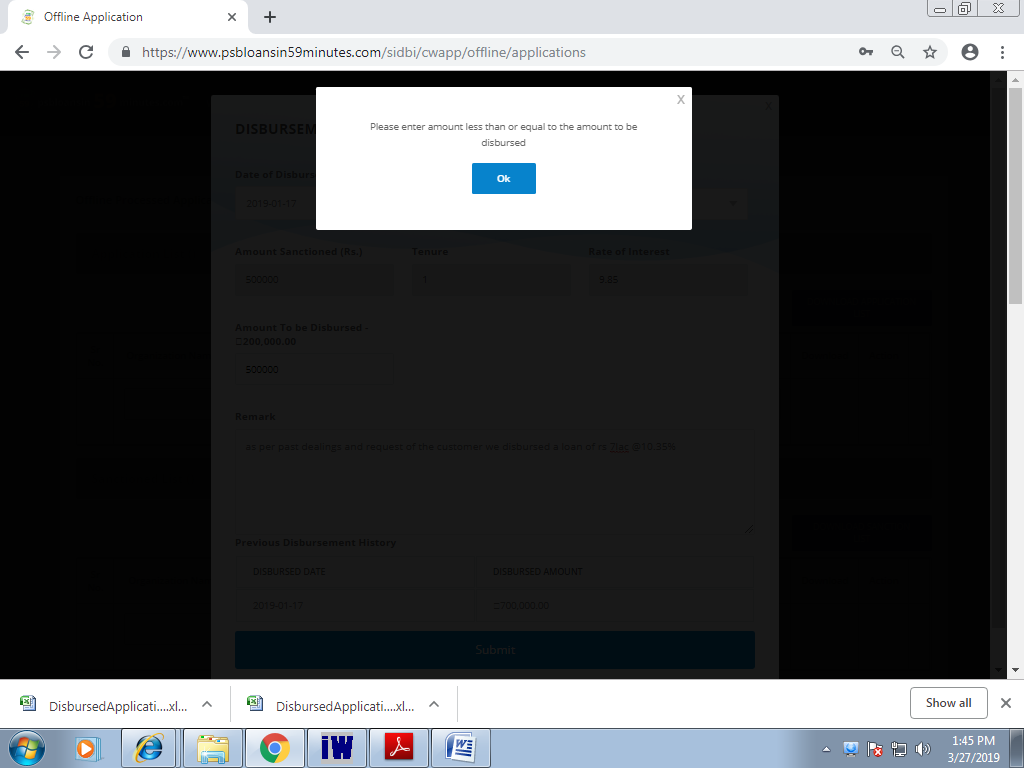 Offline Application
https://www.psbloansin59minutes.com/sidbi/cwapp/offline/applications
X
Please enter amount less than or equal to the amount to be
disbursed
Ok
DISBURSEM
Date of Disburs
2019-01-17
Amount Sanctioned (Rs.) Tenure Rate of Interest
500000 1 9.65
Amount To be Disbursed -
200,000.00
500000
Remark
as per past dealings and request of the customer we disbursed a loan of rs 7lac @10.95%
Previous Disbursement History
DISBURSED DATE DISBURSED AMOUNT
2019-01-17 700,000.00
Submit
DisbursedApplicati....xl... DisbursedApplicati....xl... Show all
iW
1:45 PM
3/27/2019